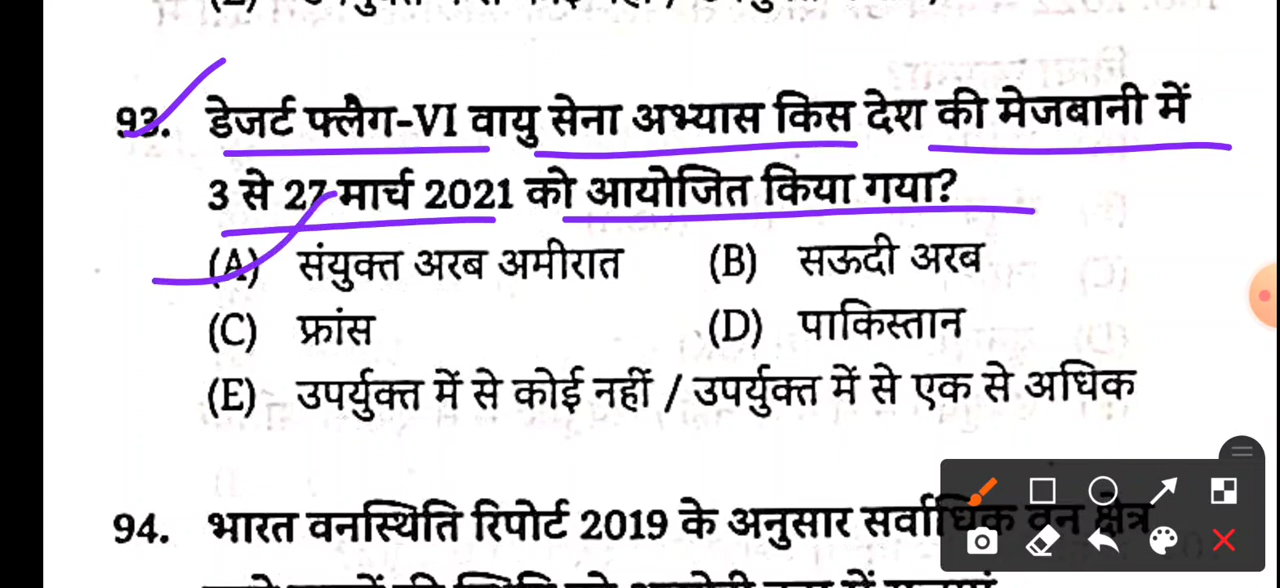 93. डेजर्ट फ्लैग-VI वायु सेना अभ्यास किस देश की मेजबानी में
3 से 27 मार्च 2021 को आयोजित किया गया?
(A) संयुक्त अरब अमीरात (B) सऊदी अरब
(C) फ्रांस (D) पाकिस्तान
(E) उपर्युक्त में से कोई नहीं / उपर्युक्त में से एक से अधिक
94. भारत वनस्थिति रिपोर्ट 2019 के अनुसार सर्वाधिक वन क्षेत्र